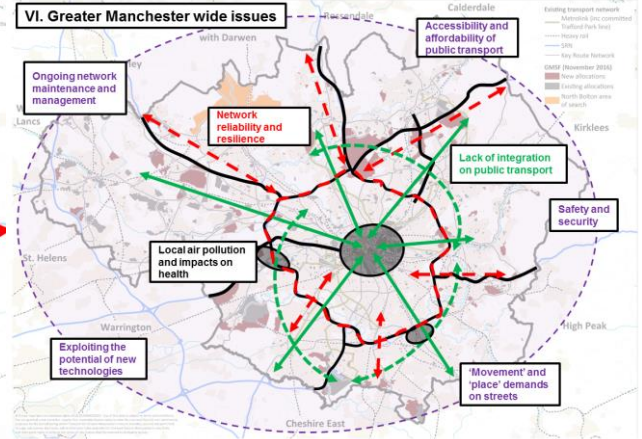 VI. Greater Manchester wide issues
Rossendale
Calderdale
with Darwen
Accessibility and
affordability of
public transport
Existing transport network
Metrolink (inc committed
Trafford Park line)
Heavy rail
SRN
Key Route Network
GMSF (November 2016)
New allocations
Existing allocations
North Bolton area
of search
Ongoing network
maintenance and
management
Lancs
Network
reliability and
resilience
Kirklees
Lack of integration
on public transport
Safety and
security
Local air pollution
and impacts on
health
St. Helens
Warrington
High Peak
Exploiting the
potential of new
technologies
'Movement' and
'place' demands
on streets
Cheshire East